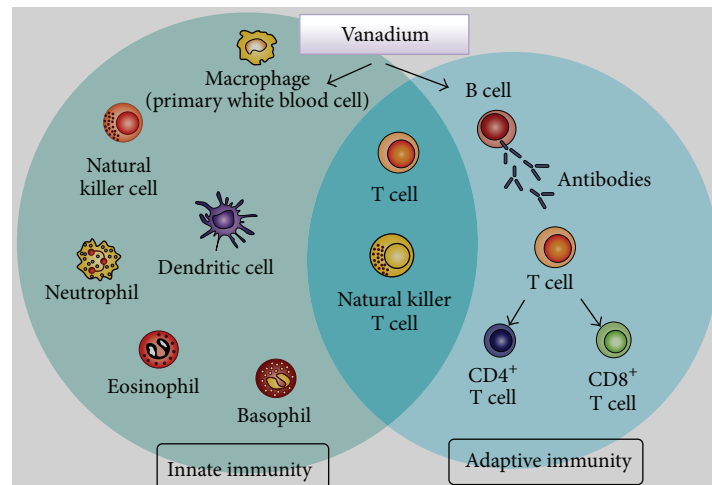 Vanadium
Macrophage
(primary white blood cell)
B cell
Natural
killer cell
T cell
Antibodies
Dendritic cell
Neutrophil
Natural killer
T cell
T cell
Eosinophil
Basophil
CD4⁺
T cell
CD8⁺
T cell
Innate immunity
Adaptive immunity